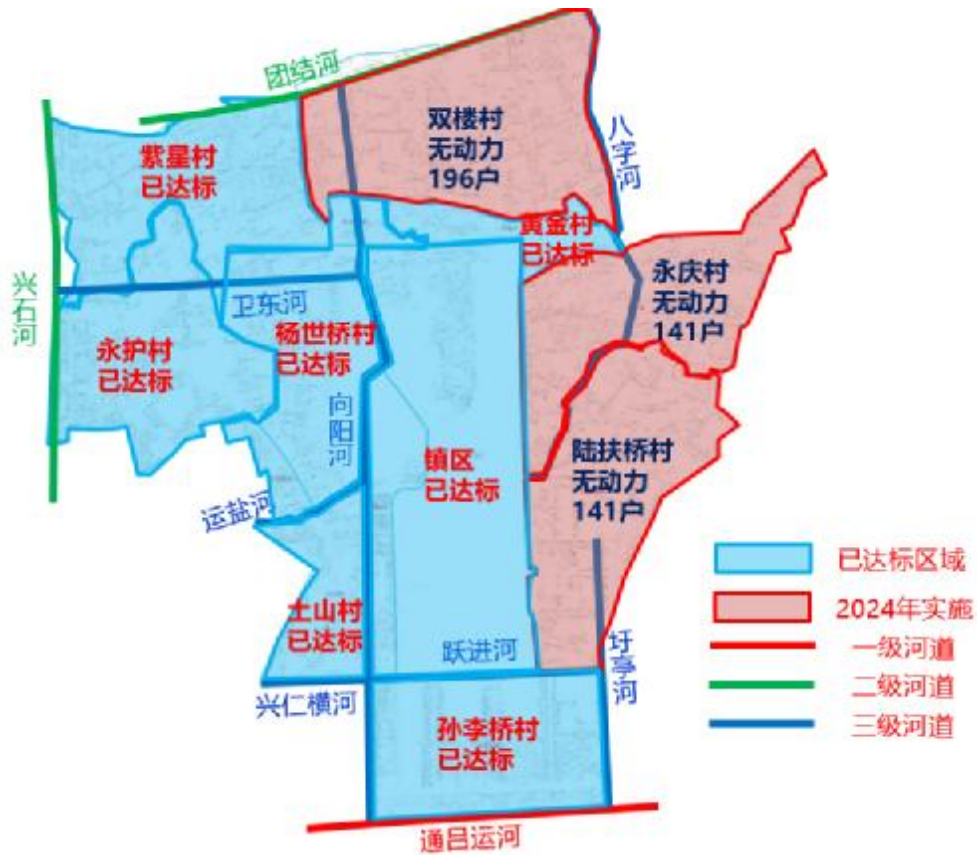 团结河
双楼村
无动力
196户
八字河
紫星村
已达标
黄金村
已达标
永庆村
无动力
141户
兴石河
卫东河
杨世桥村
已达标
永护村
已达标
向阳河
镇区
已达标
陆扶桥村
无动力
141户
运盐河
土山村
已达标
跃进河
圩亭河
兴仁横河
孙李桥村
已达标
通吕运河
已达标区域
2024年实施
一级河道
二级河道
三级河道